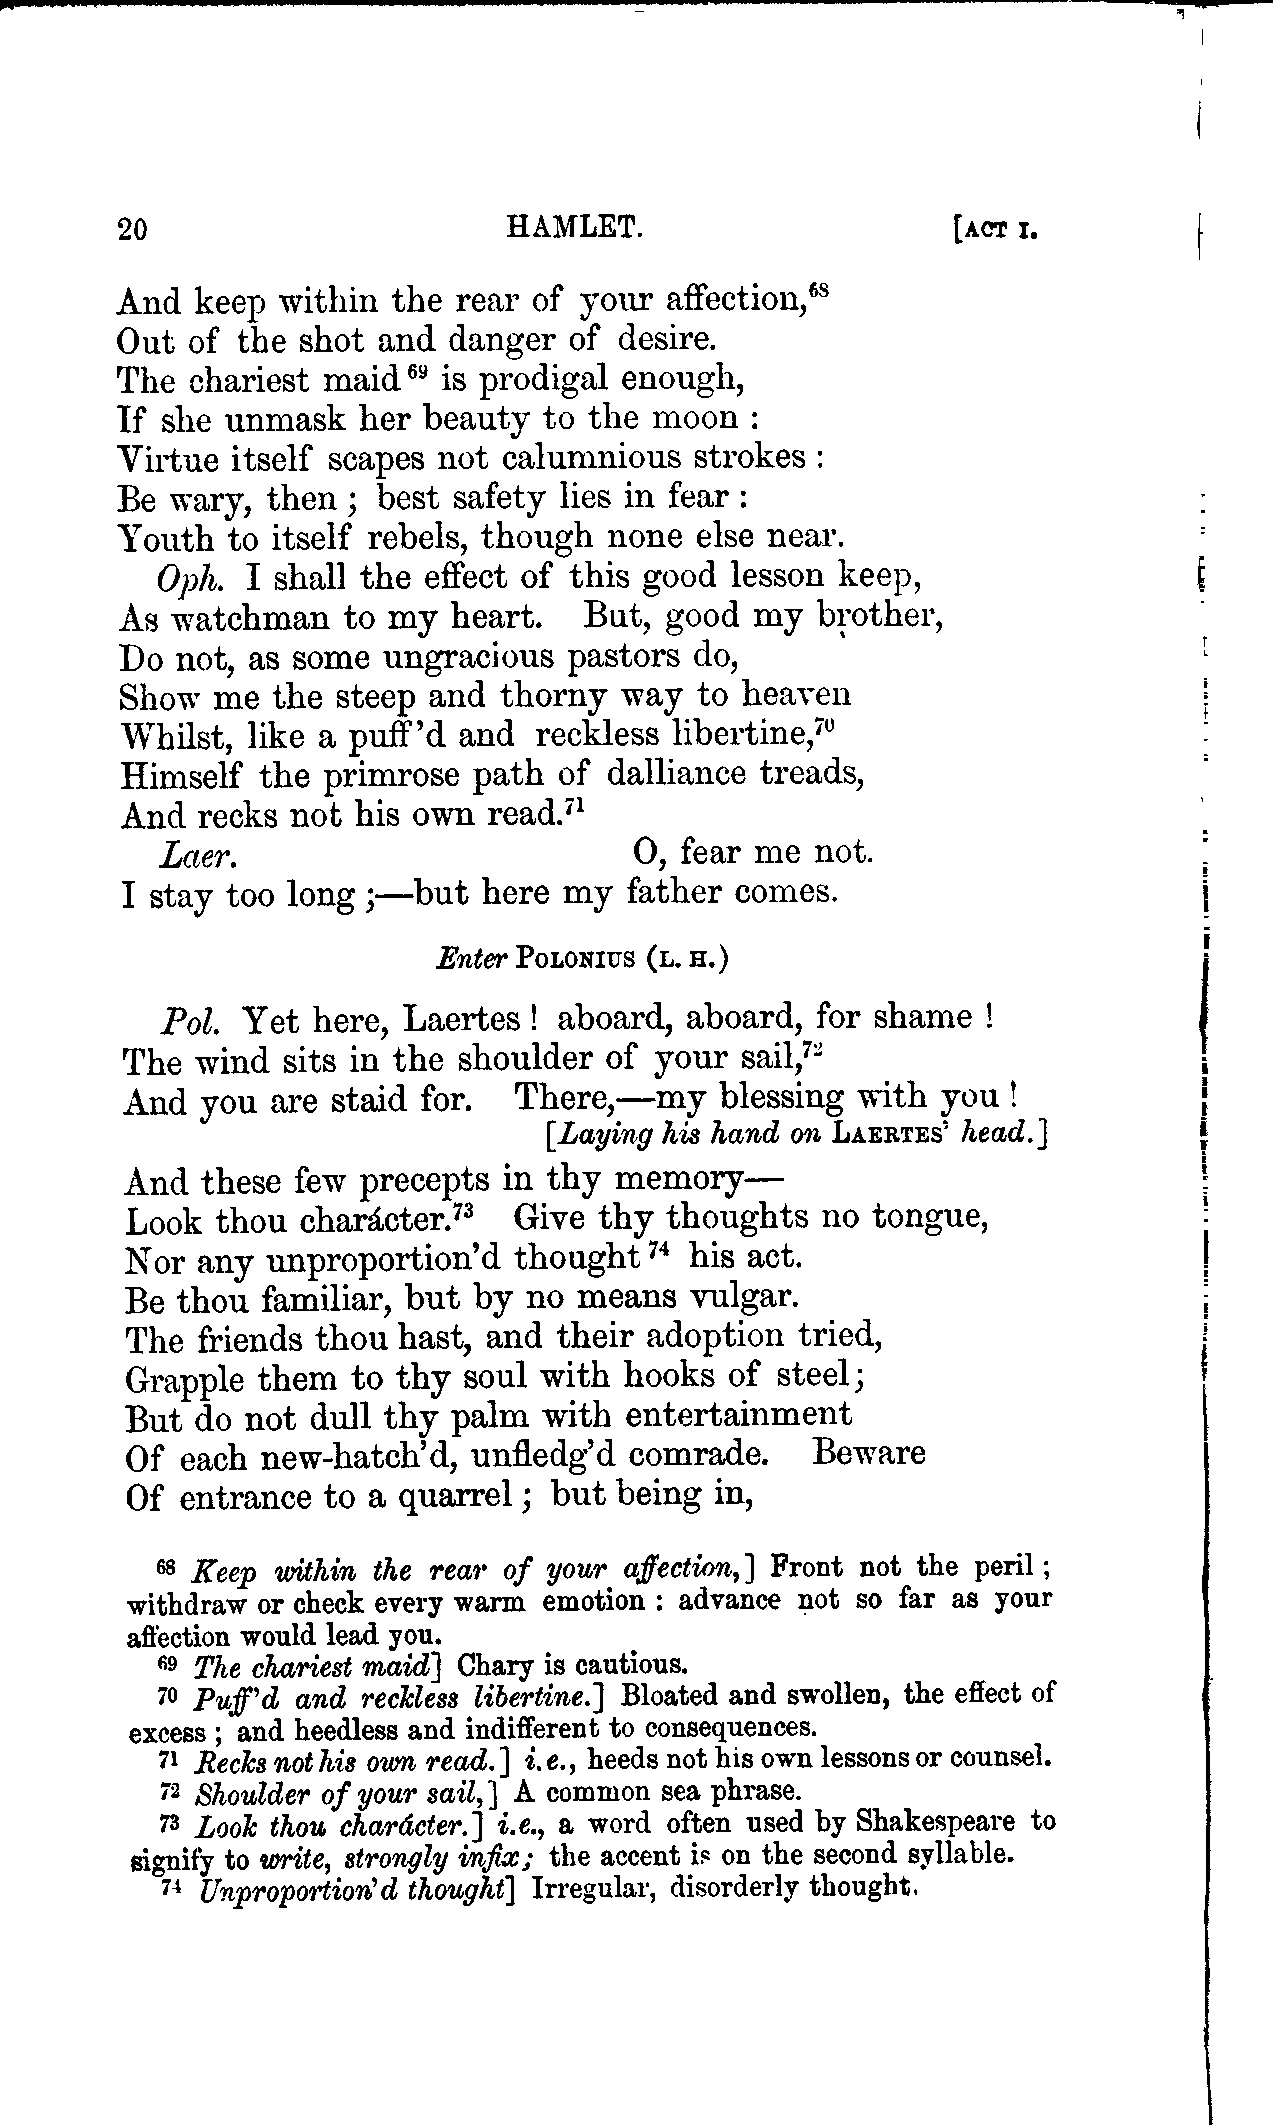 20 HAMLET. [ACT I.
And keep within the rear of your affection,⁶⁸
Out of the shot and danger of desire.
The chariest maid ⁶⁹ is prodigal enough,
If she unmask her beauty to the moon :
Virtue itself scapes not calumnious strokes :
Be wary, then ; best safety lies in fear :
Youth to itself rebels, though none else near.
Oph. I shall the effect of this good lesson keep,
As watchman to my heart. But, good my brother,
Do not, as some ungracious pastors do,
Show me the steep and thorny way to heaven
Whilst, like a puff'd and reckless libertine,⁷⁰
Himself the primrose path of dalliance treads,
And recks not his own read.⁷¹
Laer. O, fear me not.
I stay too long ;—but here my father comes.
Enter POLONIUS (L. H.)
Pol. Yet here, Laertes ! aboard, aboard, for shame !
The wind sits in the shoulder of your sail,⁷²
And you are staid for. There,—my blessing with you !
[Laying his hand on LAERTES' head.]
And these few precepts in thy memory—
Look thou charácter.⁷³ Give thy thoughts no tongue,
Nor any unproportion'd thought ⁷⁴ his act.
Be thou familiar, but by no means vulgar.
The friends thou hast, and their adoption tried,
Grapple them to thy soul with hooks of steel;
But do not dull thy palm with entertainment
Of each new-hatch'd, unfledg'd comrade. Beware
Of entrance to a quarrel ; but being in,
⁶⁸ Keep within the rear of your affection,] Front not the peril ;
withdraw or check every warm emotion : advance not so far as your
affection would lead you.
⁶⁹ The chariest maid] Chary is cautious.
⁷⁰ Puff'd and reckless libertine.] Bloated and swollen, the effect of
excess ; and heedless and indifferent to consequences.
⁷¹ Recks not his own read.] i.e., heeds not his own lessons or counsel.
⁷² Shoulder of your sail,] A common sea phrase.
⁷³ Look thou charácter.] i.e., a word often used by Shakespeare to
signify to write, strongly infix; the accent is on the second syllable.
⁷⁴ Unproportion'd thought] Irregular, disorderly thought.